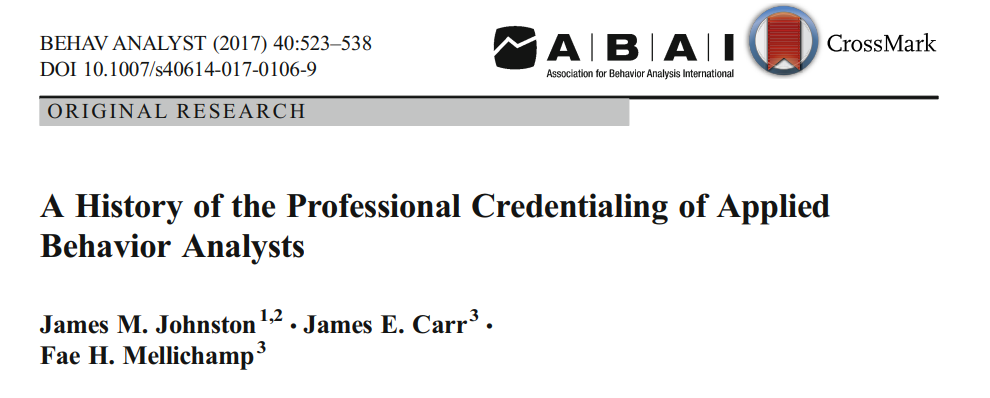 BEHAV ANALYST (2017) 40:523–538
DOI 10.1007/s40614-017-0106-9
A|B|A|I
Association for Behavior Analysis International
CrossMark
ORIGINAL RESEARCH
A History of the Professional Credentialing of Applied
Behavior Analysts
James M. Johnston 1,2 · James E. Carr 3 ·
Fae H. Mellichamp 3